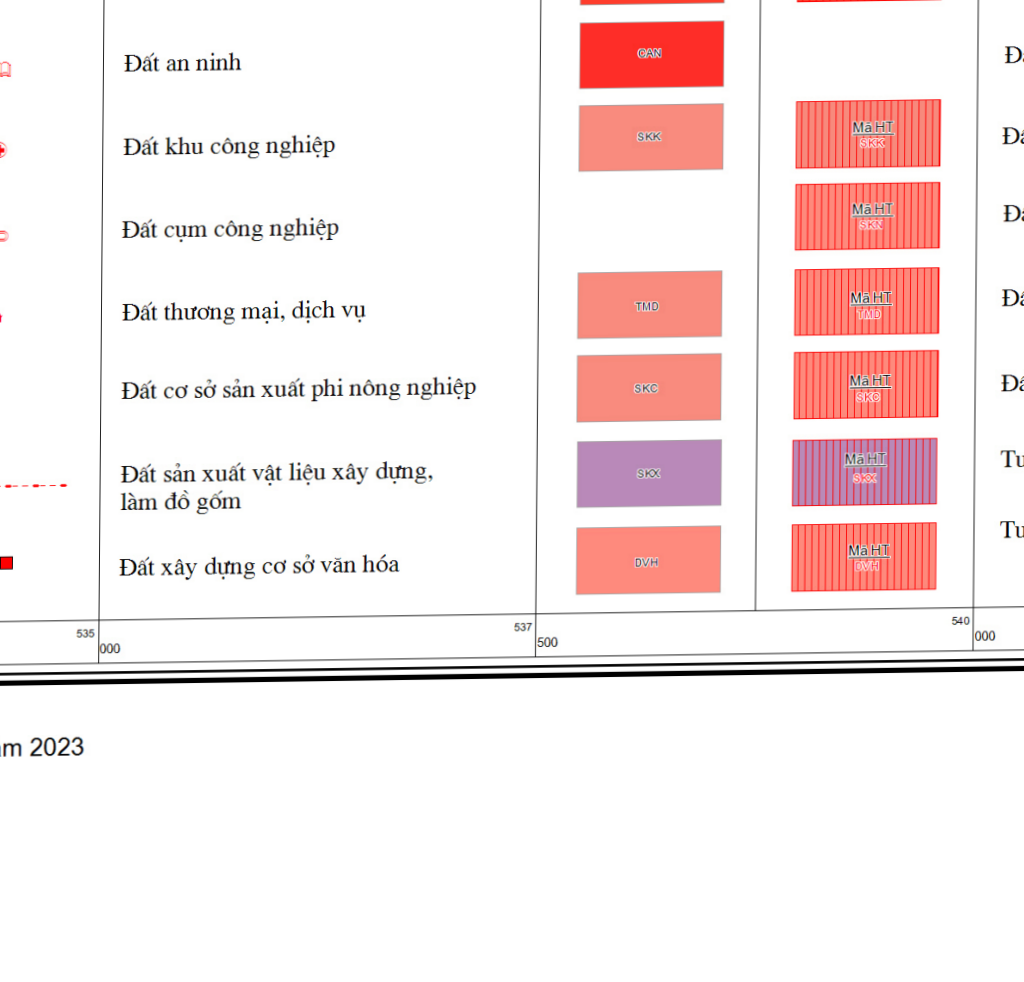 Đất an ninh
CAN
Đất khu công nghiệp
SKK
Mã HT
SKK
Đất cụm công nghiệp
Mã HT
SKN
Đất thương mại, dịch vụ
TMD
Mã HT
TMD
Đất cơ sở sản xuất phi nông nghiệp
SKC
Mã HT
SKC
Đất sản xuất vật liệu xây dựng,
làm đồ gốm
SKX
Mã HT
SKX
Tu
Đất xây dựng cơ sở văn hóa
DVH
Mã HT
DVH
Tu
535
000
537
500
540
000
2023